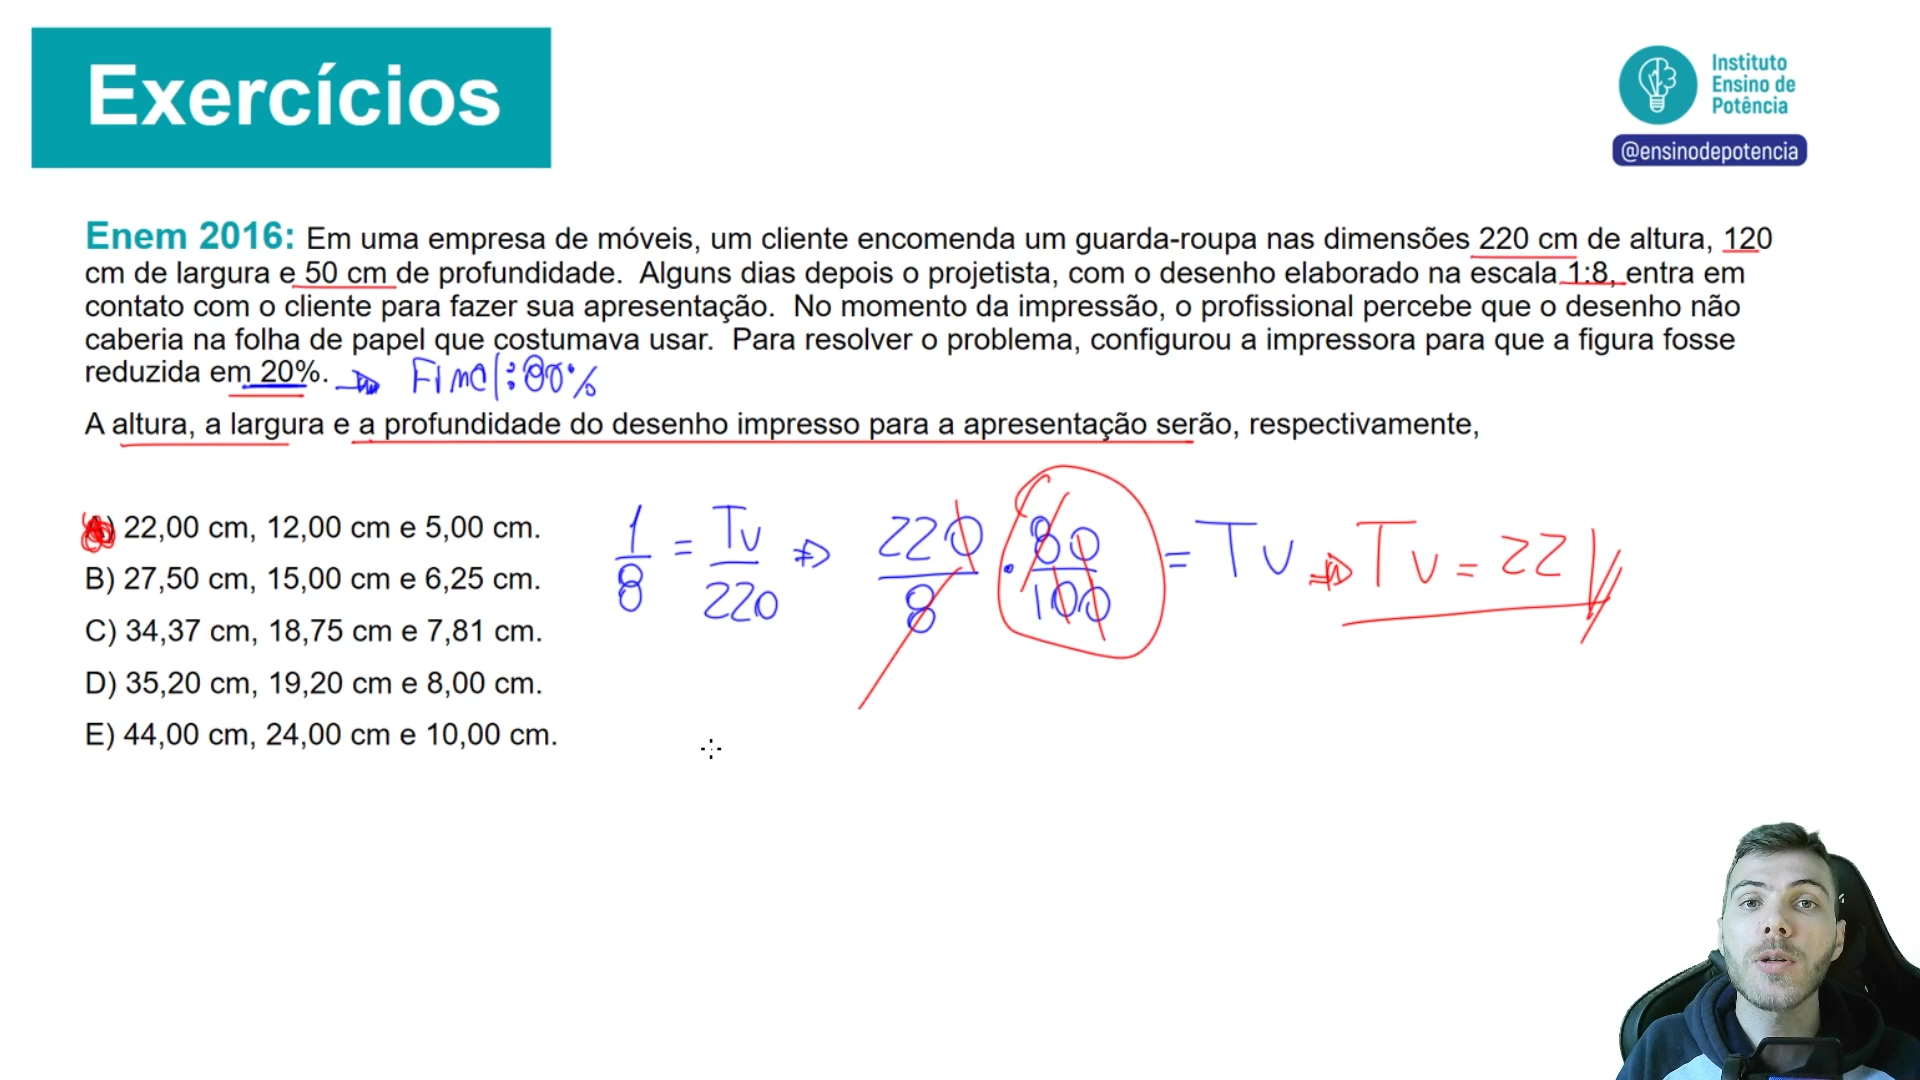 Exercícios
Instituto
Ensino de
Potência
@ensinodepotencia
Enem 2016: Em uma empresa de móveis, um cliente encomenda um guarda-roupa nas dimensões 220 cm de altura, 120
cm de largura e 50 cm de profundidade. Alguns dias depois o projetista, com o desenho elaborado na escala 1:8, entra em
contato com o cliente para fazer sua apresentação. No momento da impressão, o profissional percebe que o desenho não
caberia na folha de papel que costumava usar. Para resolver o problema, configurou a impressora para que a figura fosse
reduzida em 20%. ⇒ Final: 80%
A altura, a largura e a profundidade do desenho impresso para a apresentação serão, respectivamente,
A) 22,00 cm, 12,00 cm e 5,00 cm.
B) 27,50 cm, 15,00 cm e 6,25 cm.
C) 34,37 cm, 18,75 cm e 7,81 cm.
D) 35,20 cm, 19,20 cm e 8,00 cm.
E) 44,00 cm, 24,00 cm e 10,00 cm.
1/8 = Tv/220 ⇒ 220/8 · 80/100 = Tv ⇒ Tv = 22